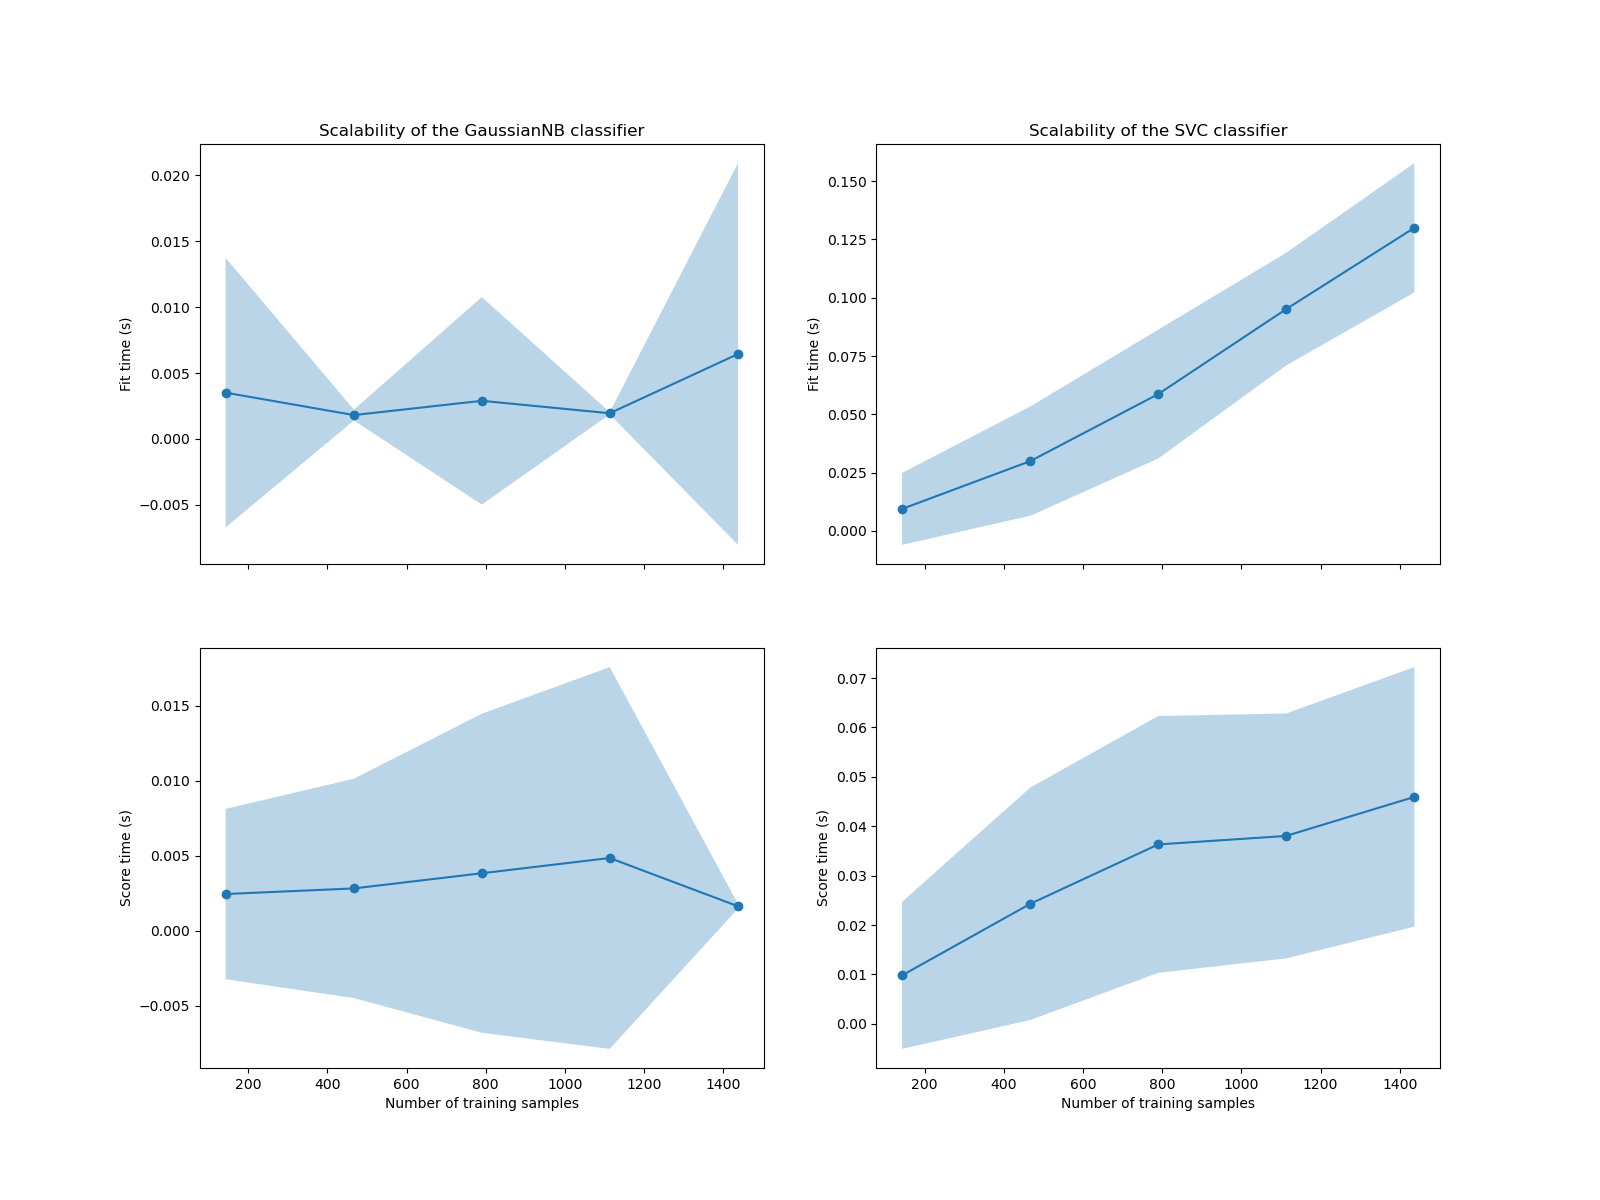 Scalability of the GaussianNB classifier
Fit time (s)
0.020
0.015
0.010
0.005
0.000
−0.005
Scalability of the SVC classifier
Fit time (s)
0.150
0.125
0.100
0.075
0.050
0.025
0.000
Score time (s)
0.015
0.010
0.005
0.000
−0.005
200 400 600 800 1000 1200 1400
Number of training samples
Score time (s)
0.07
0.06
0.05
0.04
0.03
0.02
0.01
0.00
200 400 600 800 1000 1200 1400
Number of training samples